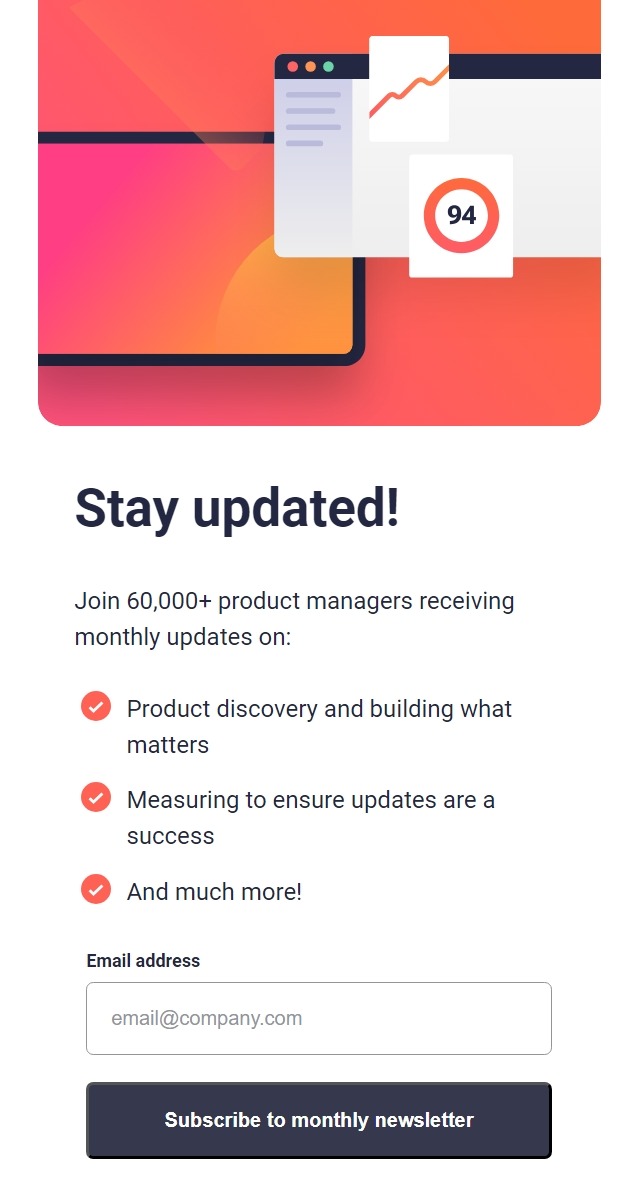 94
Stay updated!
Join 60,000+ product managers receiving
monthly updates on:
Product discovery and building what
matters
Measuring to ensure updates are a
success
And much more!
Email address
email@company.com
Subscribe to monthly newsletter